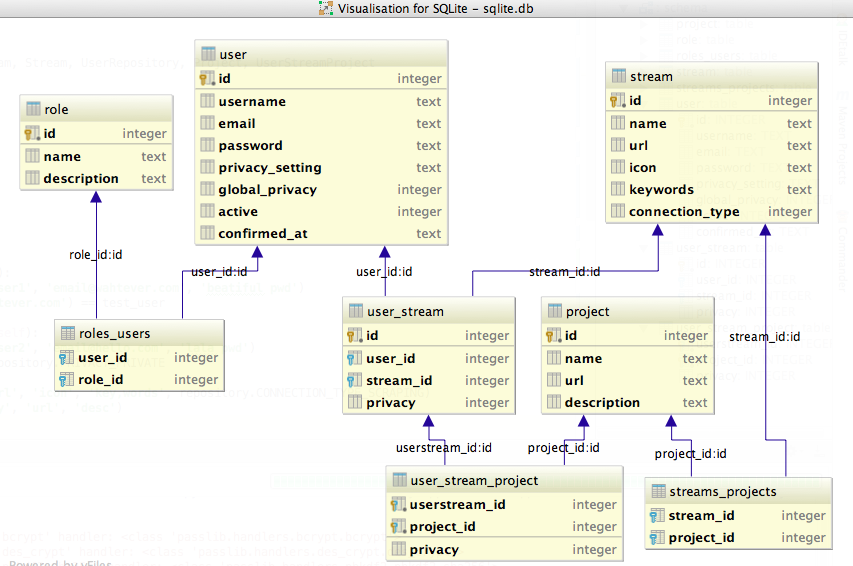 Visualisation for SQLite – sqlite.db
user
id integer
username text
email text
password text
privacy_setting text
global_privacy integer
active integer
confirmed_at text
stream
id integer
name text
url text
icon text
keywords text
connection_type integer
role
id integer
name text
description text
role_id:id
user_id:id
user_id:id
stream_id:id
stream_id:id
roles_users
user_id integer
role_id integer
user_stream
id integer
user_id integer
stream_id integer
privacy integer
project
id integer
name text
url text
description text
userstream_id:id
project_id:id
project_id:id
user_stream_project
userstream_id integer
project_id integer
privacy integer
streams_projects
stream_id integer
project_id integer
Powered by yFiles